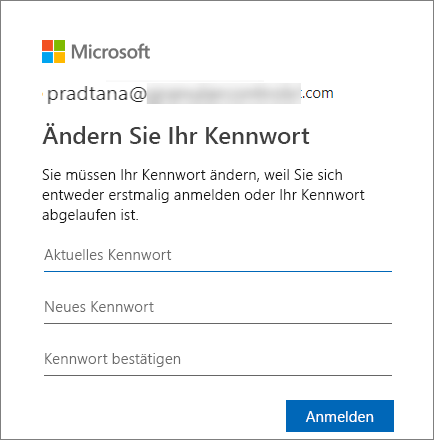 Microsoft
pradtana@ .com
Ändern Sie Ihr Kennwort
Sie müssen Ihr Kennwort ändern, weil Sie sich
entweder erstmalig anmelden oder Ihr Kennwort
abgelaufen ist.
Aktuelles Kennwort
Neues Kennwort
Kennwort bestätigen
Anmelden